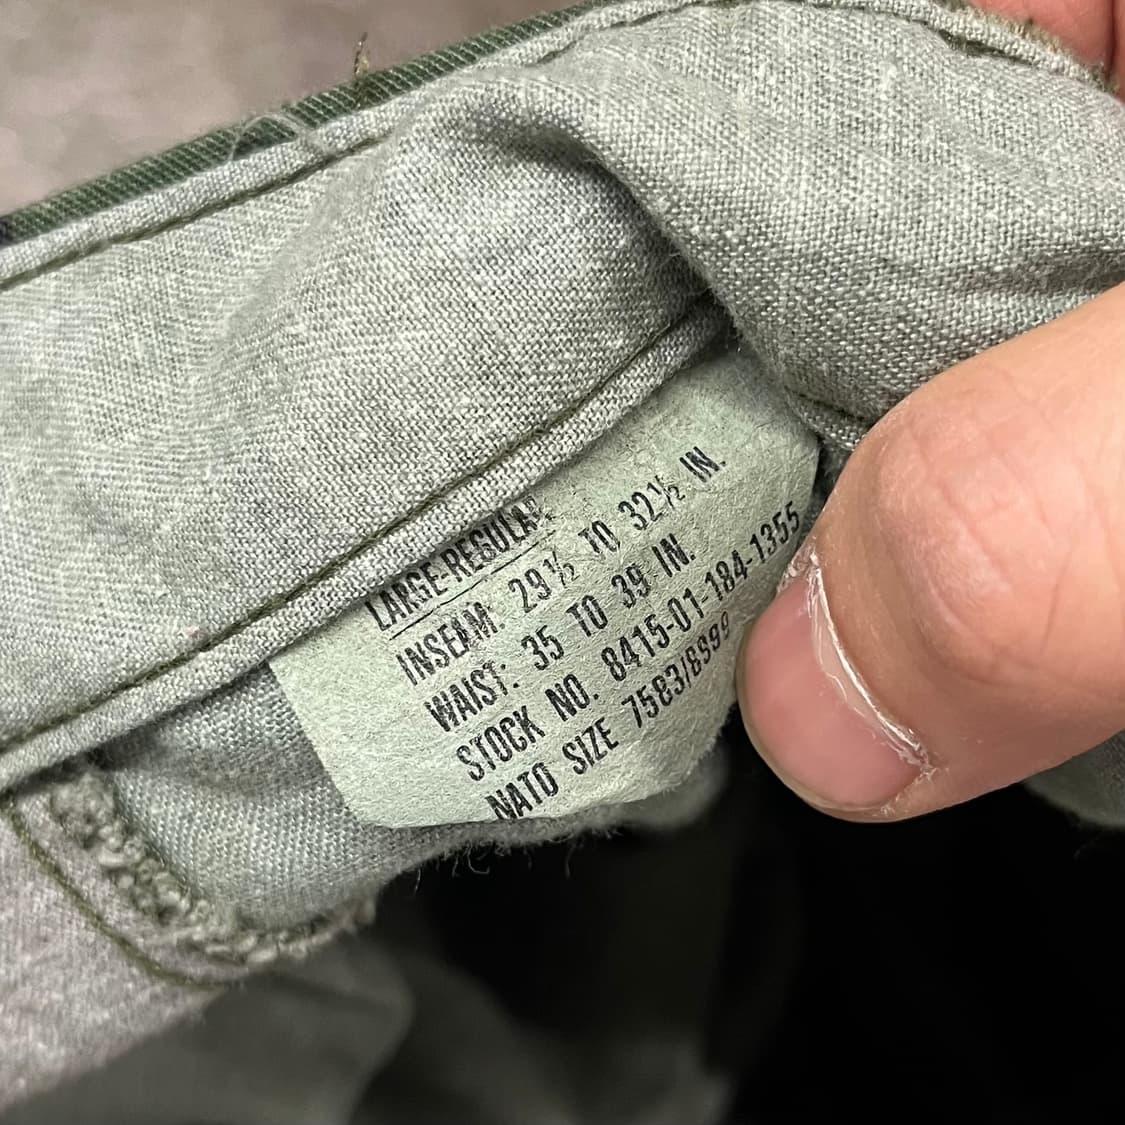 LARGE-REGULAR
INSEAM: 29½ TO 32½ IN.
WAIST: 35 TO 39 IN.
STOCK NO. 8415-01-184-1355
NATO SIZE 7583/8999